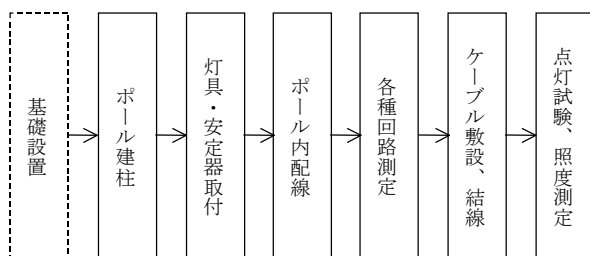 基礎設置
ポール建柱
灯具・安定器取付
ポール内配線
各種回路測定
ケーブル敷設、結線
点灯試験、照度測定